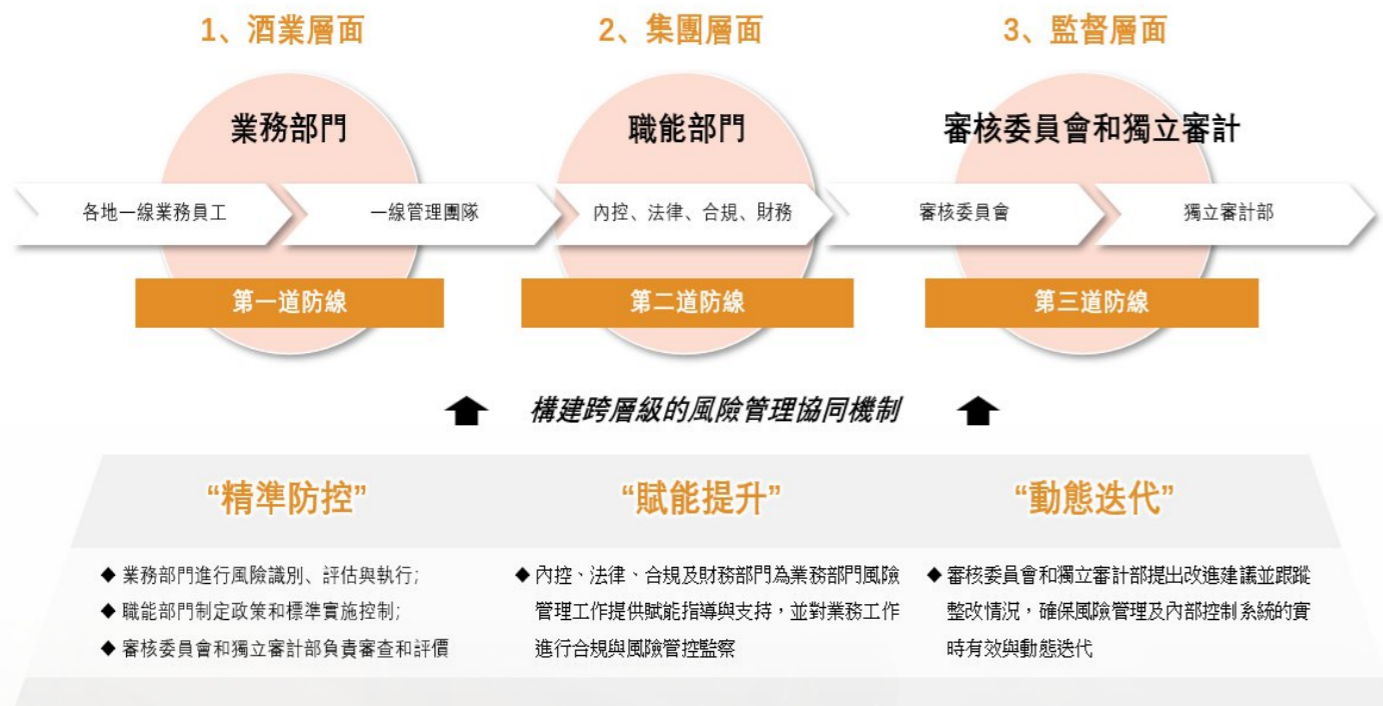 1、酒業層面
2、集團層面
3、監督層面
業務部門
職能部門
審核委員會和獨立審計
各地一線業務員工
一線管理團隊
內控、法律、合規、財務
審核委員會
獨立審計部
第一道防線
第二道防線
第三道防線
構建跨層級的風險管理協同機制
“精準防控”
“賦能提升”
“動態迭代”
◆ 業務部門進行風險識別、評估與執行;
◆ 職能部門制定政策和標準實施控制;
◆ 審核委員會和獨立審計部負責審查和評價
◆ 內控、法律、合規及財務部門為業務部門風險
管理工作提供賦能指導與支持，並對業務工作
進行合規與風險管控監察
◆ 審核委員會和獨立審計部提出改進建議並跟蹤
整改情況，確保風險管理及內部控制系統的實
時有效與動態迭代